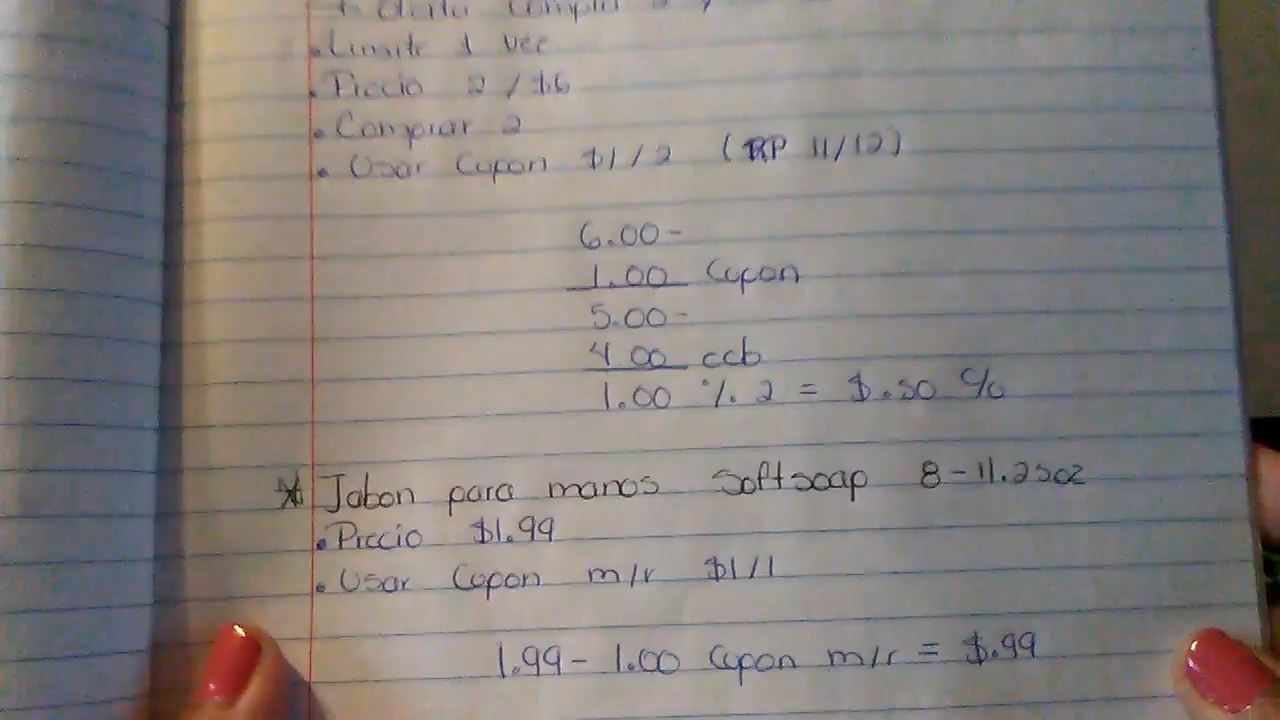 Oferta Compra
• Limite 1 vez
• Precio 2 / $6
• Comprar 2
• Usar Cupon $1/2 (RP 11/12)
6.00-
1.00 Cupon
5.00-
4.00 ccb
1.00 % 2 = $.50 c/u
* Jabon para manos Softsoap 8-11.25oz
• Precio $1.99
• Usar Cupon m/r $1/1
1.99 - 1.00 Cupon m/r = $.99